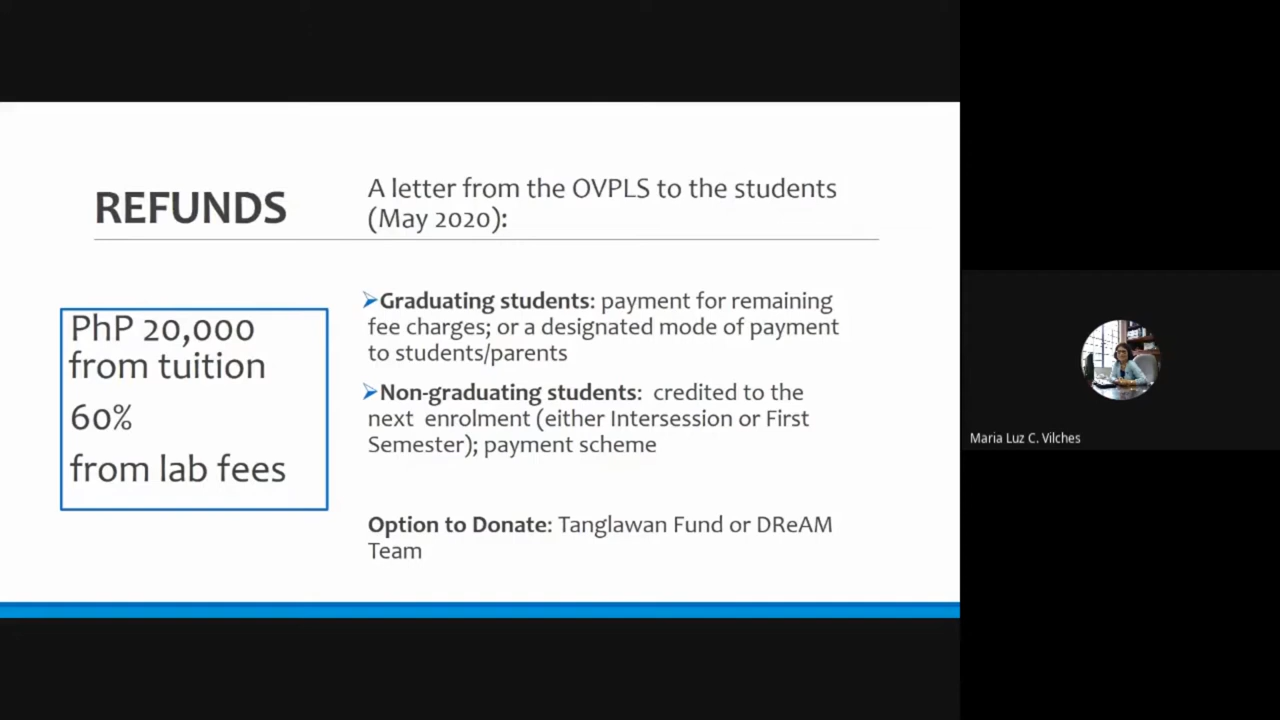 REFUNDS
A letter from the OVPLS to the students
(May 2020):
PhP 20,000
from tuition
60%
from lab fees
➢Graduating students: payment for remaining
fee charges; or a designated mode of payment
to students/parents
➢Non-graduating students: credited to the
next enrolment (either Intersession or First
Semester); payment scheme
Option to Donate: Tanglawan Fund or DReAM
Team
Maria Luz C. Vilches